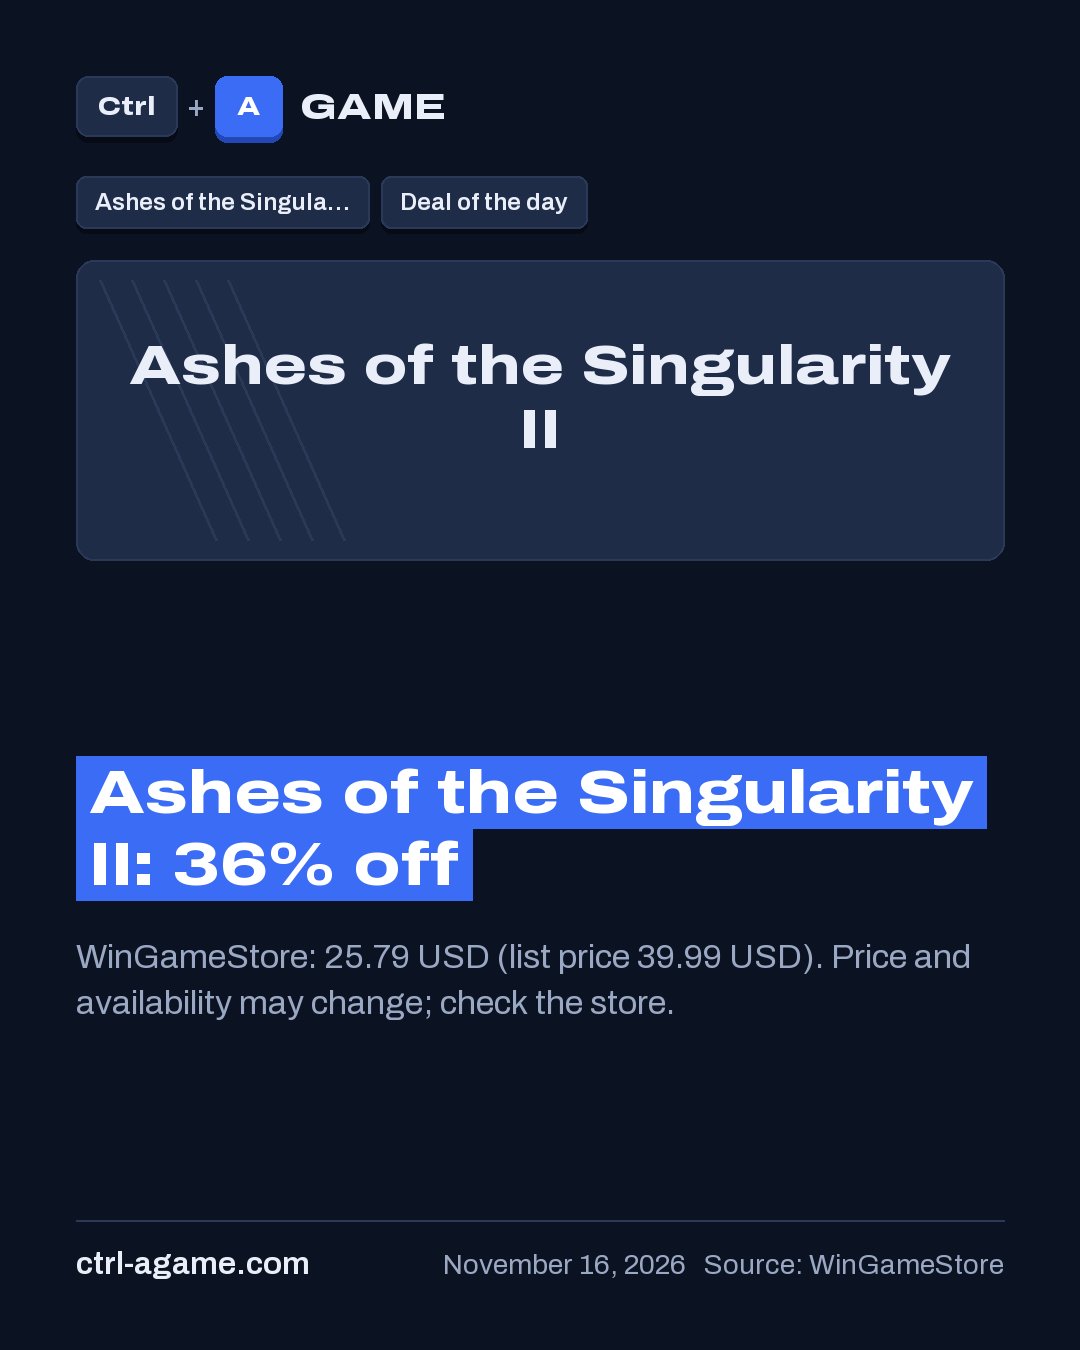 Ctrl + A GAME
Ashes of the Singula... Deal of the day
Ashes of the Singularity
II
Ashes of the Singularity
II: 36% off
WinGameStore: 25.79 USD (list price 39.99 USD). Price and
availability may change; check the store.
ctrl-agame.com November 16, 2026 Source: WinGameStore